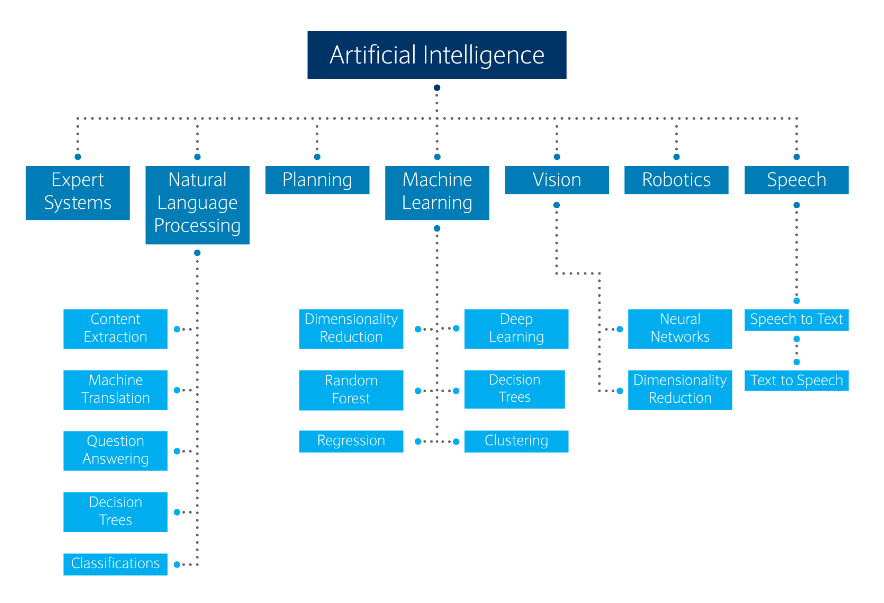 Artificial Intelligence
Expert
Systems
Natural
Language
Processing
Planning
Machine
Learning
Vision
Robotics
Speech
Content
Extraction
Machine
Translation
Question
Answering
Decision
Trees
Classifications
Dimensionality
Reduction
Random
Forest
Regression
Deep
Learning
Decision
Trees
Clustering
Neural
Networks
Dimensionality
Reduction
Speech to Text
Text to Speech